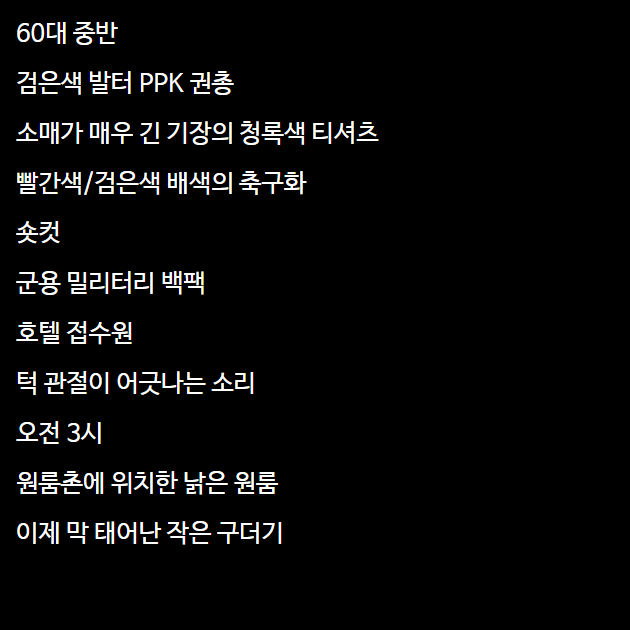 60대 중반
검은색 발터 PPK 권총
소매가 매우 긴 기장의 청록색 티셔츠
빨간색/검은색 배색의 축구화
숏컷
군용 밀리터리 백팩
호텔 접수원
턱 관절이 어긋나는 소리
오전 3시
원룸촌에 위치한 낡은 원룸
이제 막 태어난 작은 구더기